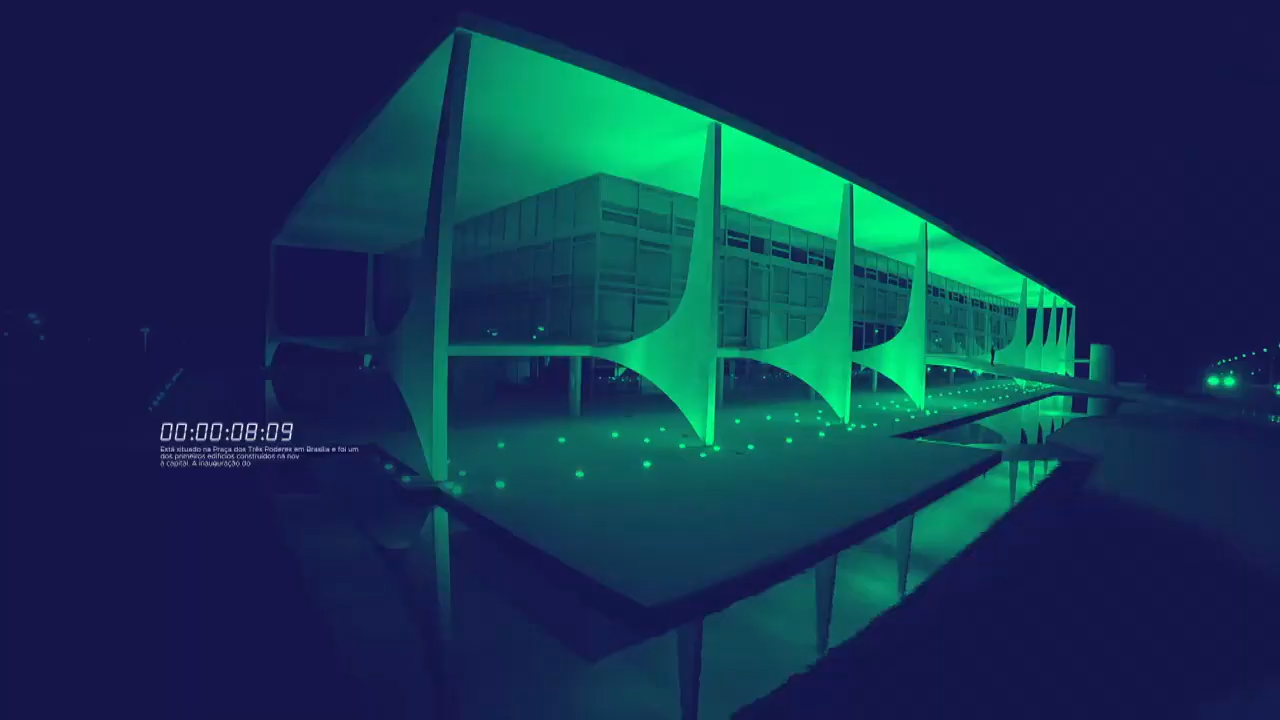 00:00:08:09
Está situado na Praça dos Três Poderes em Brasília e foi um
dos primeiros edifícios construídos na nov
a capital. A inauguração do